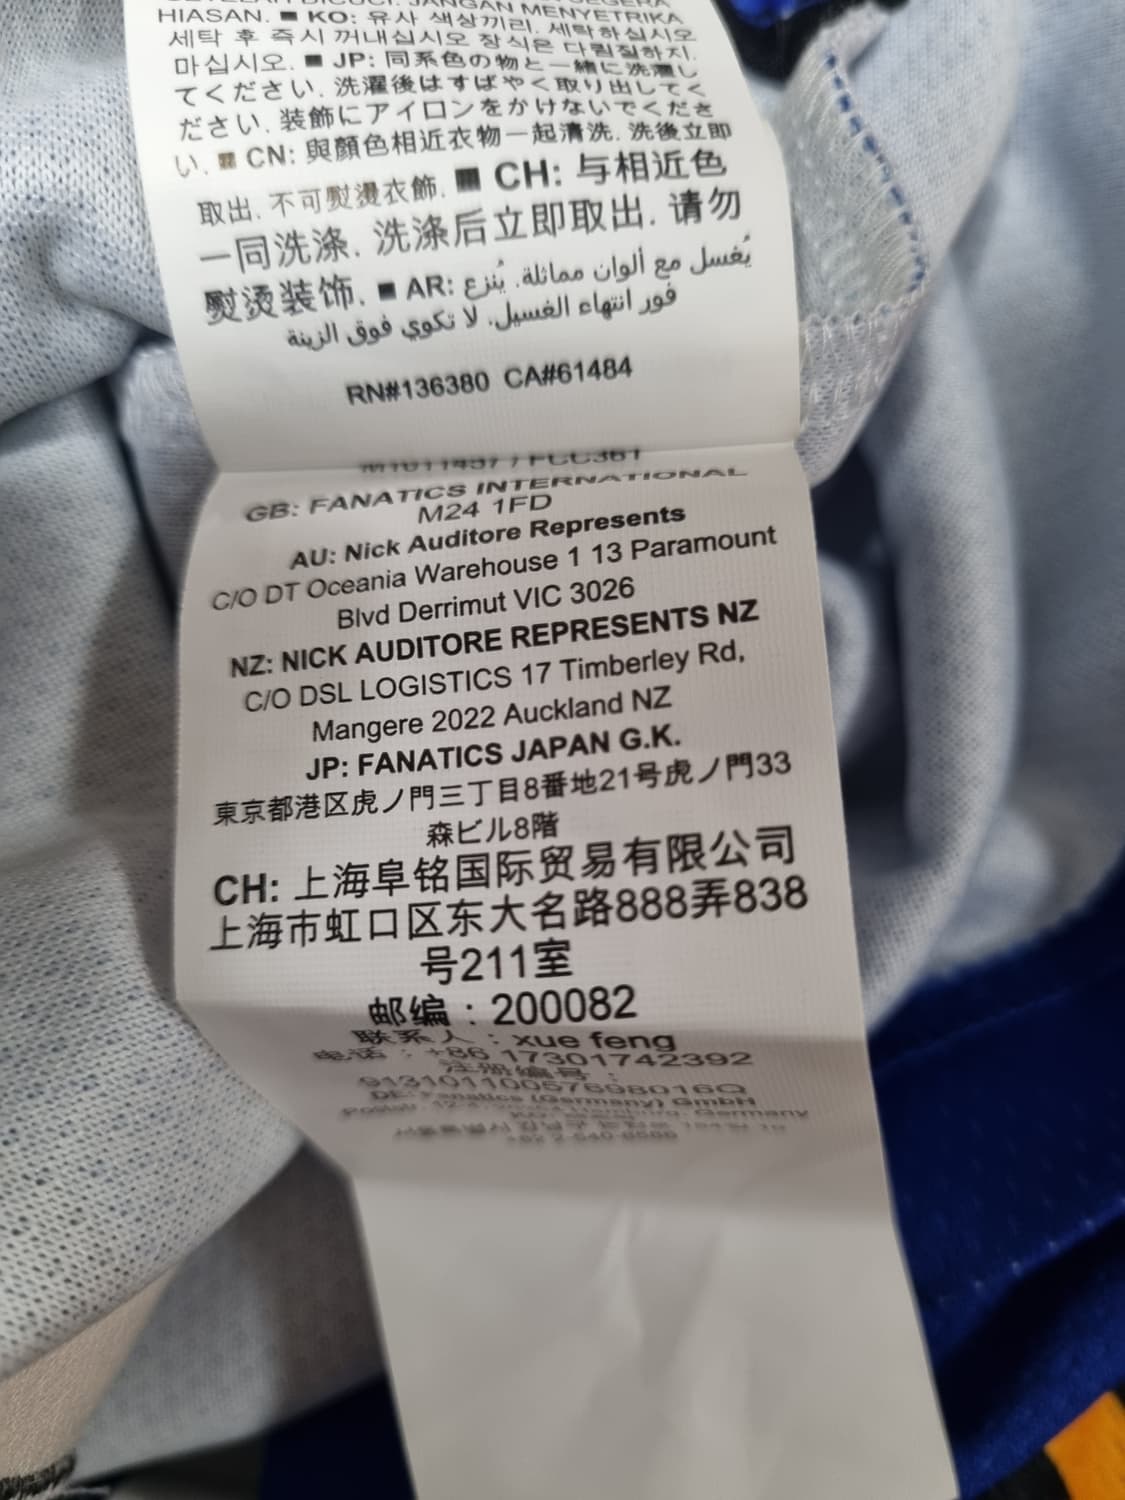 HIASAN. ■ KO: 유사 색상끼리. 세탁하십시오
세탁 후 즉시 꺼내십시오 장식은 다림질하지.
마십시오. ■ JP: 同系色の物と一緒に洗濯し
てください. 洗濯後はすばやく取り出してく
ださい. 装飾にアイロンをかけないでくださ
い. ■ CN: 與顏色相近衣物一起清洗. 洗後立即
取出. 不可熨燙衣飾. ■ CH: 与相近色
一同洗涤. 洗涤后立即取出. 请勿
熨烫装饰. ■ AR: يُغسل مع ألوان مماثلة. يُنزع
فور انتهاء الغسيل. لا تكوي فوق الزينة
RN#136380 CA#61484
GB: FANATICS INTERNATIONAL
M24 1FD
AU: Nick Auditore Represents
C/O DT Oceania Warehouse 1 13 Paramount
Blvd Derrimut VIC 3026
NZ: NICK AUDITORE REPRESENTS NZ
C/O DSL LOGISTICS 17 Timberley Rd,
Mangere 2022 Auckland NZ
JP: FANATICS JAPAN G.K.
東京都港区虎ノ門三丁目8番地21号虎ノ門33
森ビル8階
CH: 上海阜铭国际贸易有限公司
上海市虹口区东大名路888弄838
号211室
邮编：200082
联系人：xue feng
电话：+86 17301742392
注册编号：
DE: Fanatics (Germany) GmbH